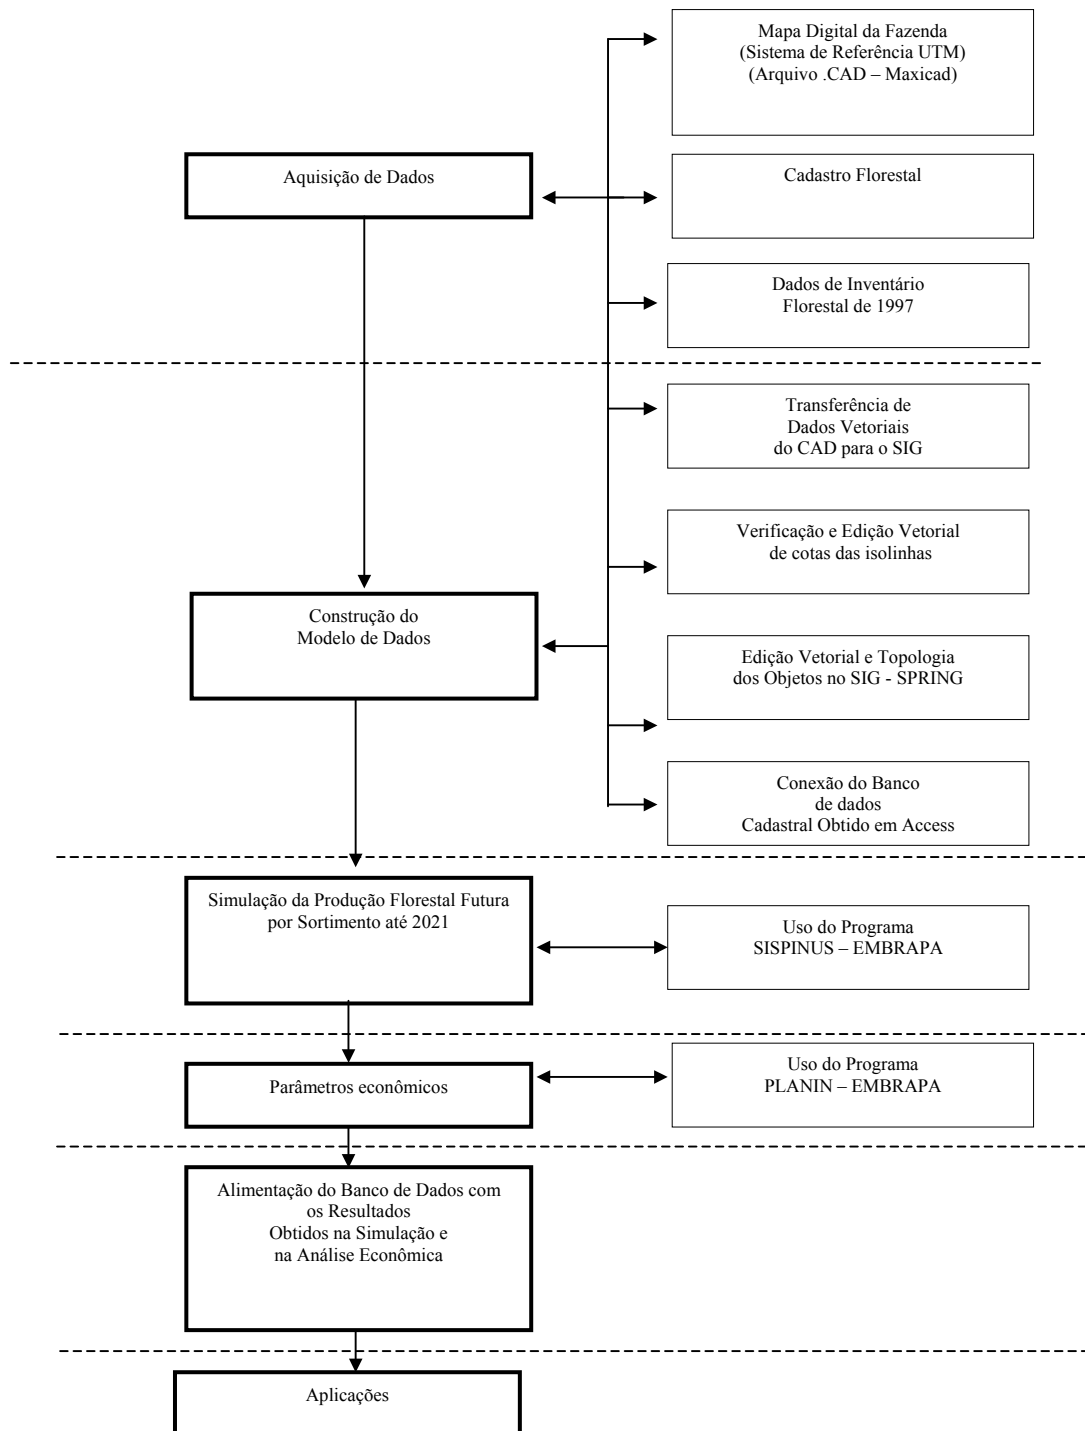 Mapa Digital da Fazenda
(Sistema de Referência UTM)
(Arquivo .CAD – Maxicad)
Aquisição de Dados
Cadastro Florestal
Dados de Inventário
Florestal de 1997
Transferência de
Dados Vetoriais
do CAD para o SIG
Verificação e Edição Vetorial
de cotas das isolinhas
Construção do
Modelo de Dados
Edição Vetorial e Topologia
dos Objetos no SIG - SPRING
Conexão do Banco
de dados
Cadastral Obtido em Access
Simulação da Produção Florestal Futura
por Sortimento até 2021
Uso do Programa
SISPINUS – EMBRAPA
Parâmetros econômicos
Uso do Programa
PLANIN – EMBRAPA
Alimentação do Banco de Dados com
os Resultados
Obtidos na Simulação e
na Análise Econômica
Aplicações